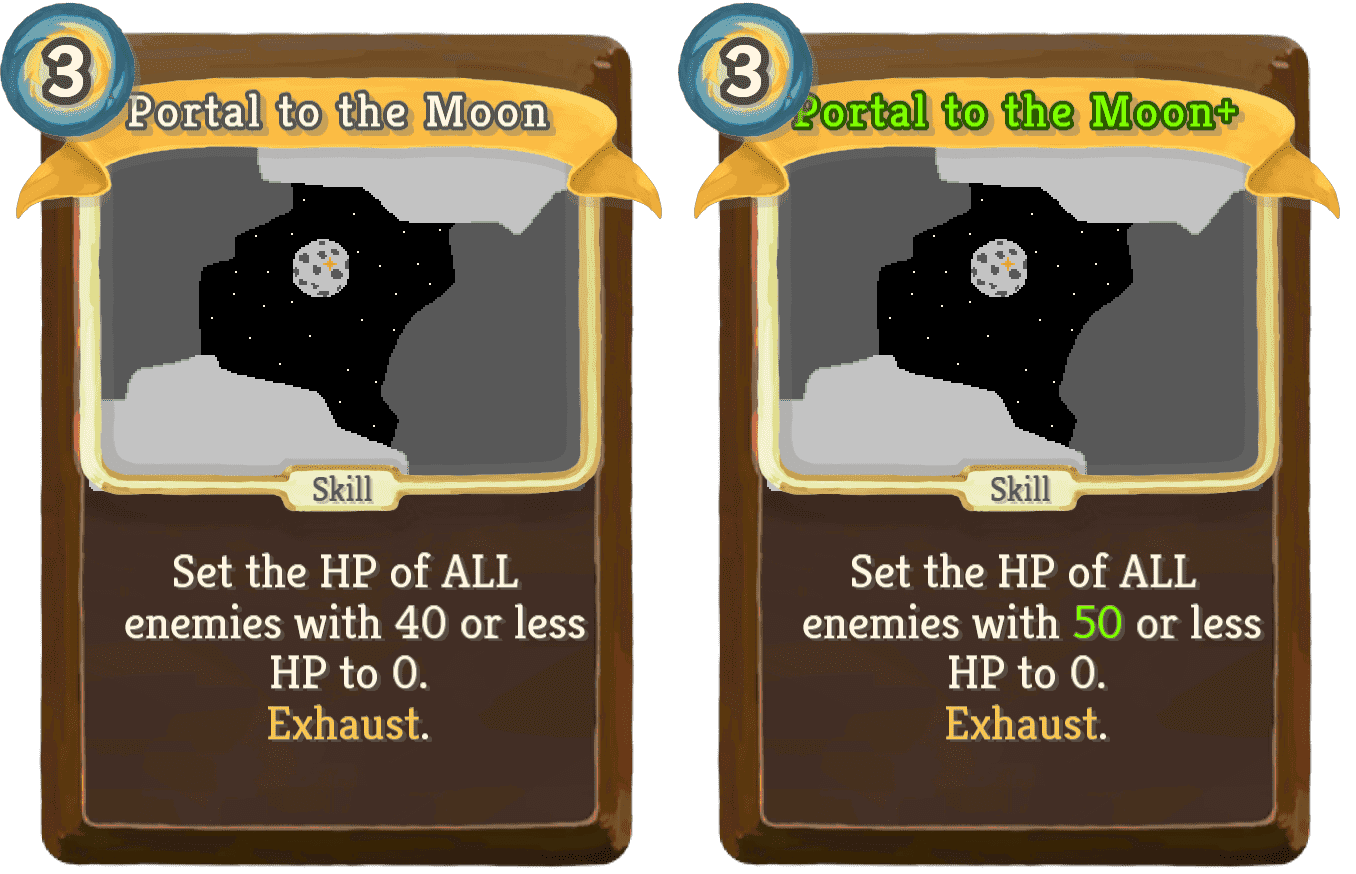 3
Portal to the Moon
Skill
Set the HP of ALL
enemies with 40 or less
HP to 0.
Exhaust.
3
Portal to the Moon+
Skill
Set the HP of ALL
enemies with 50 or less
HP to 0.
Exhaust.